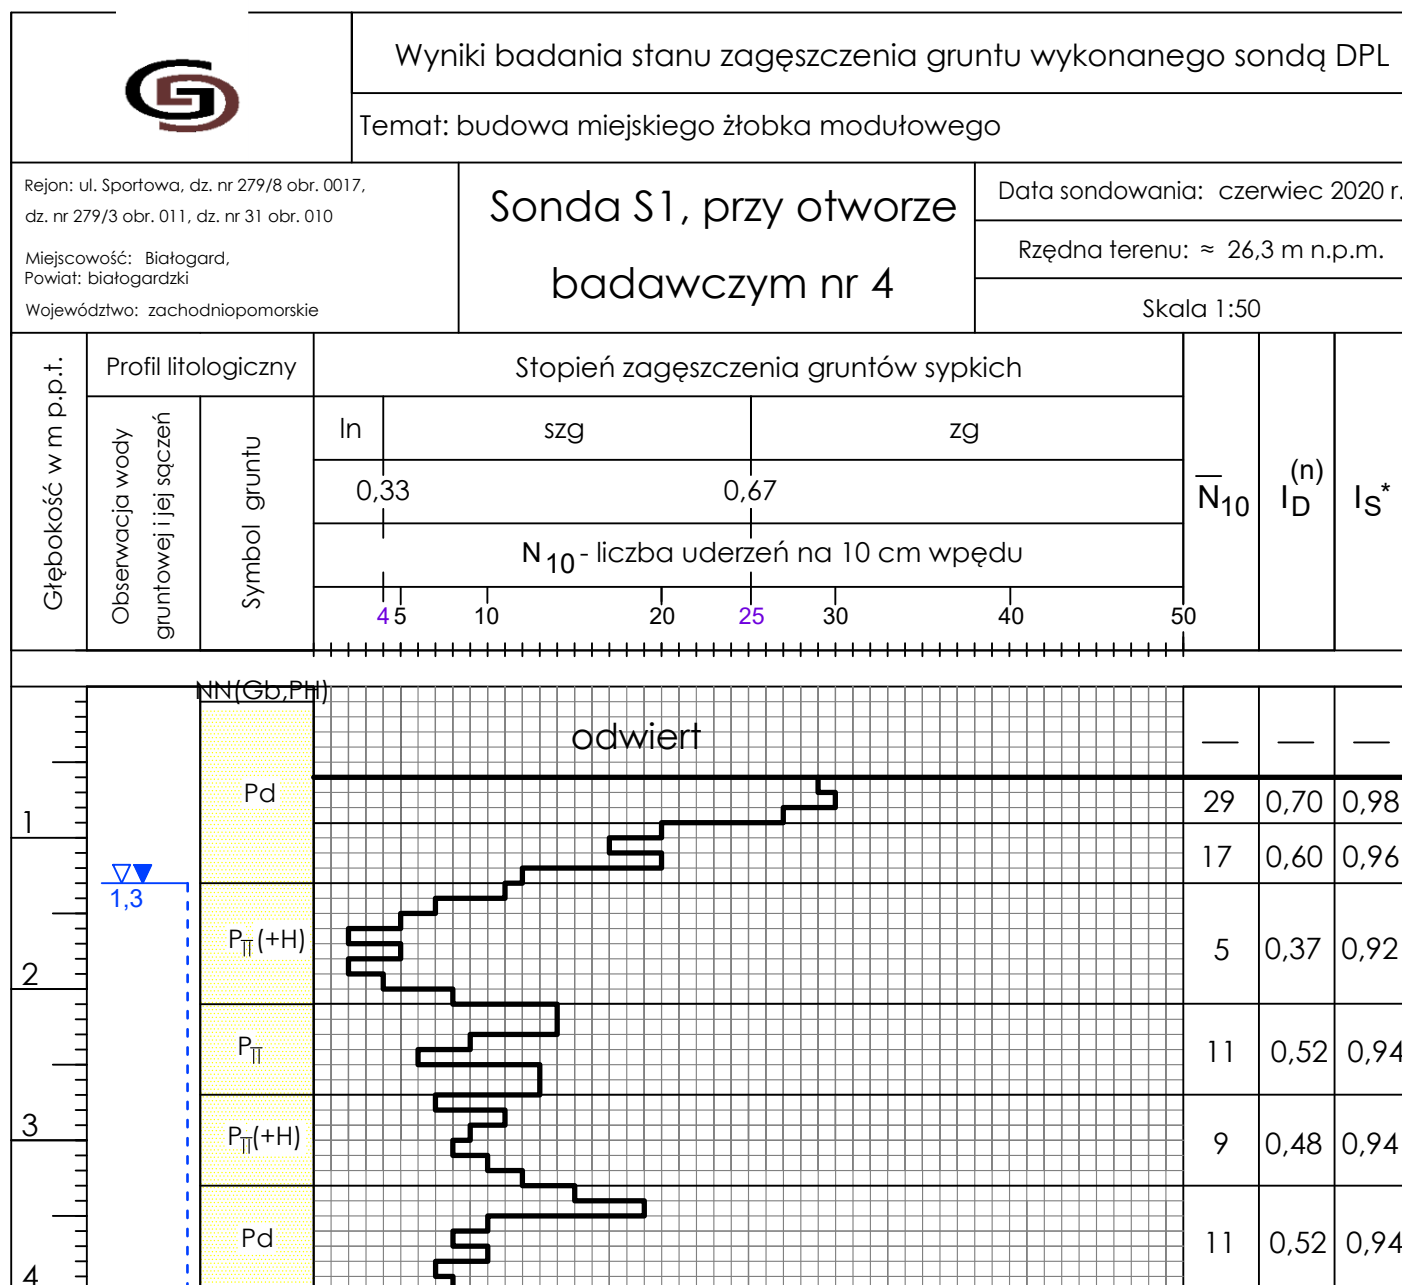 Wyniki badania stanu zagęszczenia gruntu wykonanego sondą DPL
Temat: budowa miejskiego żłobka modułowego
Rejon: ul. Sportowa, dz. nr 279/8 obr. 0017,
dz. nr 279/3 obr. 011, dz. nr 31 obr. 010
Miejscowość: Białogard,
Powiat: białogardzki
Województwo: zachodniopomorskie
Sonda S1, przy otworze
badawczym nr 4
Data sondowania: czerwiec 2020 r.
Rzędna terenu: ≈ 26,3 m n.p.m.
Skala 1:50
Głębokość w m p.p.t.
Profil litologiczny
Obserwacja wody
gruntowej i jej sączeń
Symbol gruntu
Stopień zagęszczenia gruntów sypkich
ln szg zg
0,33 0,67
N10 - liczba uderzeń na 10 cm wpędu
4 5 10 20 25 30 40 50
N̅10 ID(n) IS*
NN(Gb,PH)
odwiert
— — —
Pd
29 0,70 0,98
1
17 0,60 0,96
1,3
Pπ(+H)
5 0,37 0,92
2
Pπ
11 0,52 0,94
3
Pπ(+H)
9 0,48 0,94
Pd
11 0,52 0,94
4